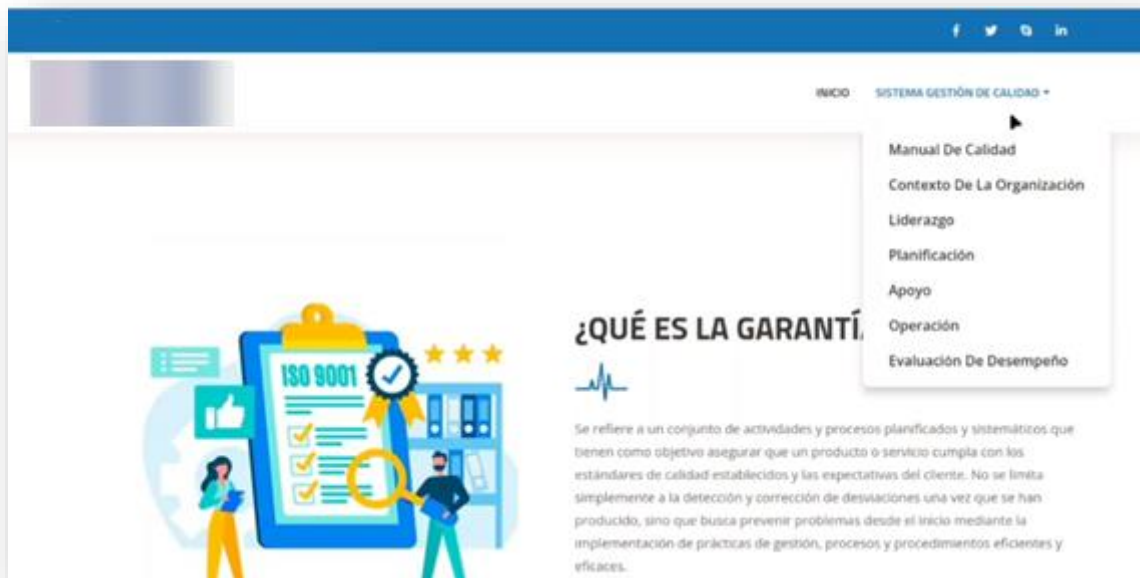 INICIO SISTEMA GESTIÓN DE CALIDAD
Manual De Calidad
Contexto De La Organización
Liderazgo
Planificación
Apoyo
Operación
Evaluación De Desempeño
ISO 9001
¿QUÉ ES LA GARANTÍ
Se refiere a un conjunto de actividades y procesos planificados y sistemáticos que
tienen como objetivo asegurar que un producto o servicio cumpla con los
estándares de calidad establecidos y las expectativas del cliente. No se limita
simplemente a la detección y corrección de desviaciones una vez que se han
producido, sino que busca prevenir problemas desde el inicio mediante la
implementación de prácticas de gestión, procesos y procedimientos eficientes y
eficaces.